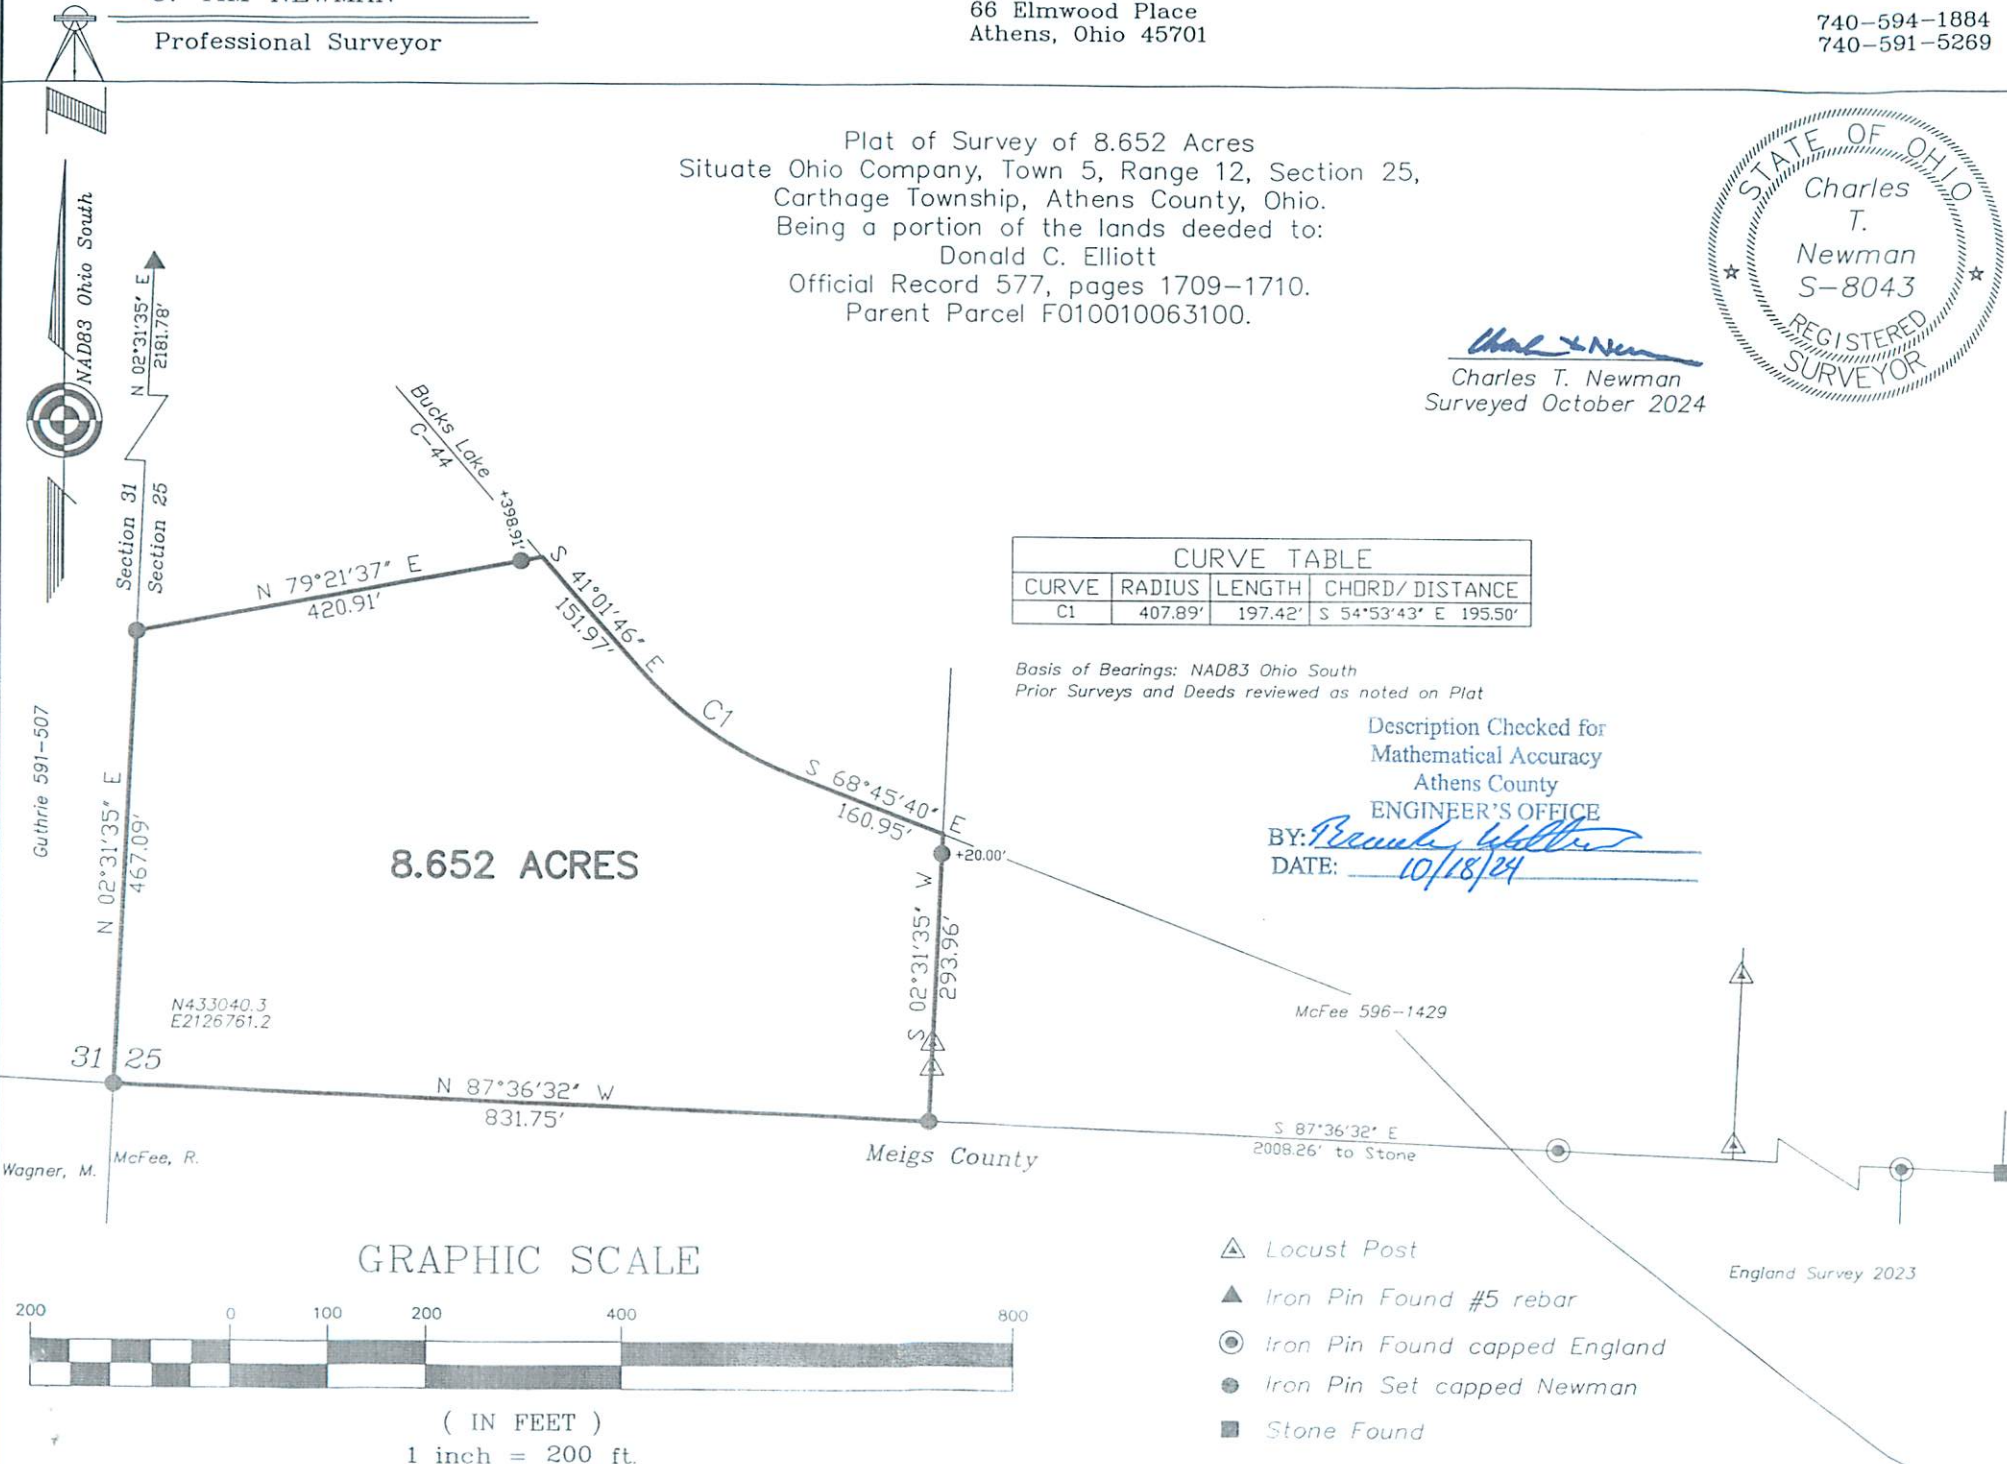 Professional Surveyor
66 Elmwood Place
Athens, Ohio 45701
740-594-1884
740-591-5269
Plat of Survey of 8.652 Acres
Situate Ohio Company, Town 5, Range 12, Section 25,
Carthage Township, Athens County, Ohio.
Being a portion of the lands deeded to:
Donald C. Elliott
Official Record 577, pages 1709-1710.
Parent Parcel F010010063100.
STATE OF OHIO
Charles
T.
Newman
S-8043
REGISTERED
SURVEYOR
Charles T. Newman
Surveyed October 2024
NAD83 Ohio South
N 02°31'35" E
2181.78'
Section 31
Section 25
Bucks Lake
C-44
+398.91'
N 79°21'37" E
420.91'
S 41°01'46" E
151.97'
C1
S 68°45'40" E
160.95'
+20.00'
CURVE TABLE
CURVE RADIUS LENGTH CHORD/DISTANCE
C1 407.89' 197.42' S 54°53'43" E 195.50'
Basis of Bearings: NAD83 Ohio South
Prior Surveys and Deeds reviewed as noted on Plat
Description Checked for
Mathematical Accuracy
Athens County
ENGINEER'S OFFICE
BY:
DATE: 10/18/24
Guthrie 591-507
N 02°31'35" E
467.09'
8.652 ACRES
S 02°31'35" W
293.96'
N433040.3
E2126761.2
31 25
N 87°36'32" W
831.75'
McFee 596-1429
S 87°36'32" E
2008.26' to Stone
Meigs County
Wagner, M.
McFee, R.
England Survey 2023
GRAPHIC SCALE
200 0 100 200 400 800
( IN FEET )
1 inch = 200 ft.
Locust Post
Iron Pin Found #5 rebar
Iron Pin Found capped England
Iron Pin Set capped Newman
Stone Found